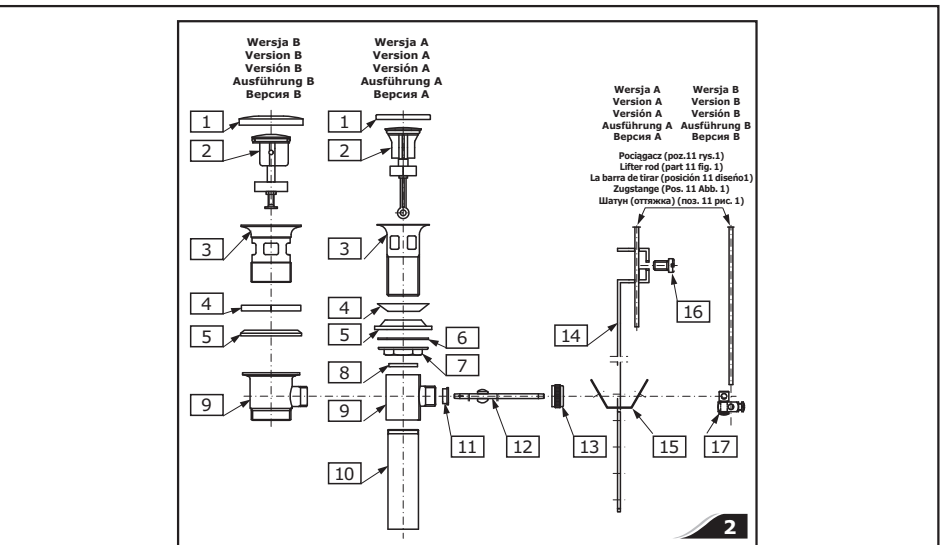 Wersja B
Version B
Versión B
Ausführung B
Версия В
Wersja A
Version A
Versión A
Ausführung A
Версия А
Wersja A
Version A
Versión A
Ausführung A
Версия А
Wersja B
Version B
Versión B
Ausführung B
Версия В
Pociągacz (poz.11 rys.1)
Lifter rod (part 11 fig. 1)
La barra de tirar (posición 11 diseńo1)
Zugstange (Pos. 11 Abb. 1)
Шатун (оттяжка) (поз. 11 рис. 1)
1
2
3
4
5
9
1
2
3
4
5
6
7
8
9
10
11
12
13
14
15
16
17
2